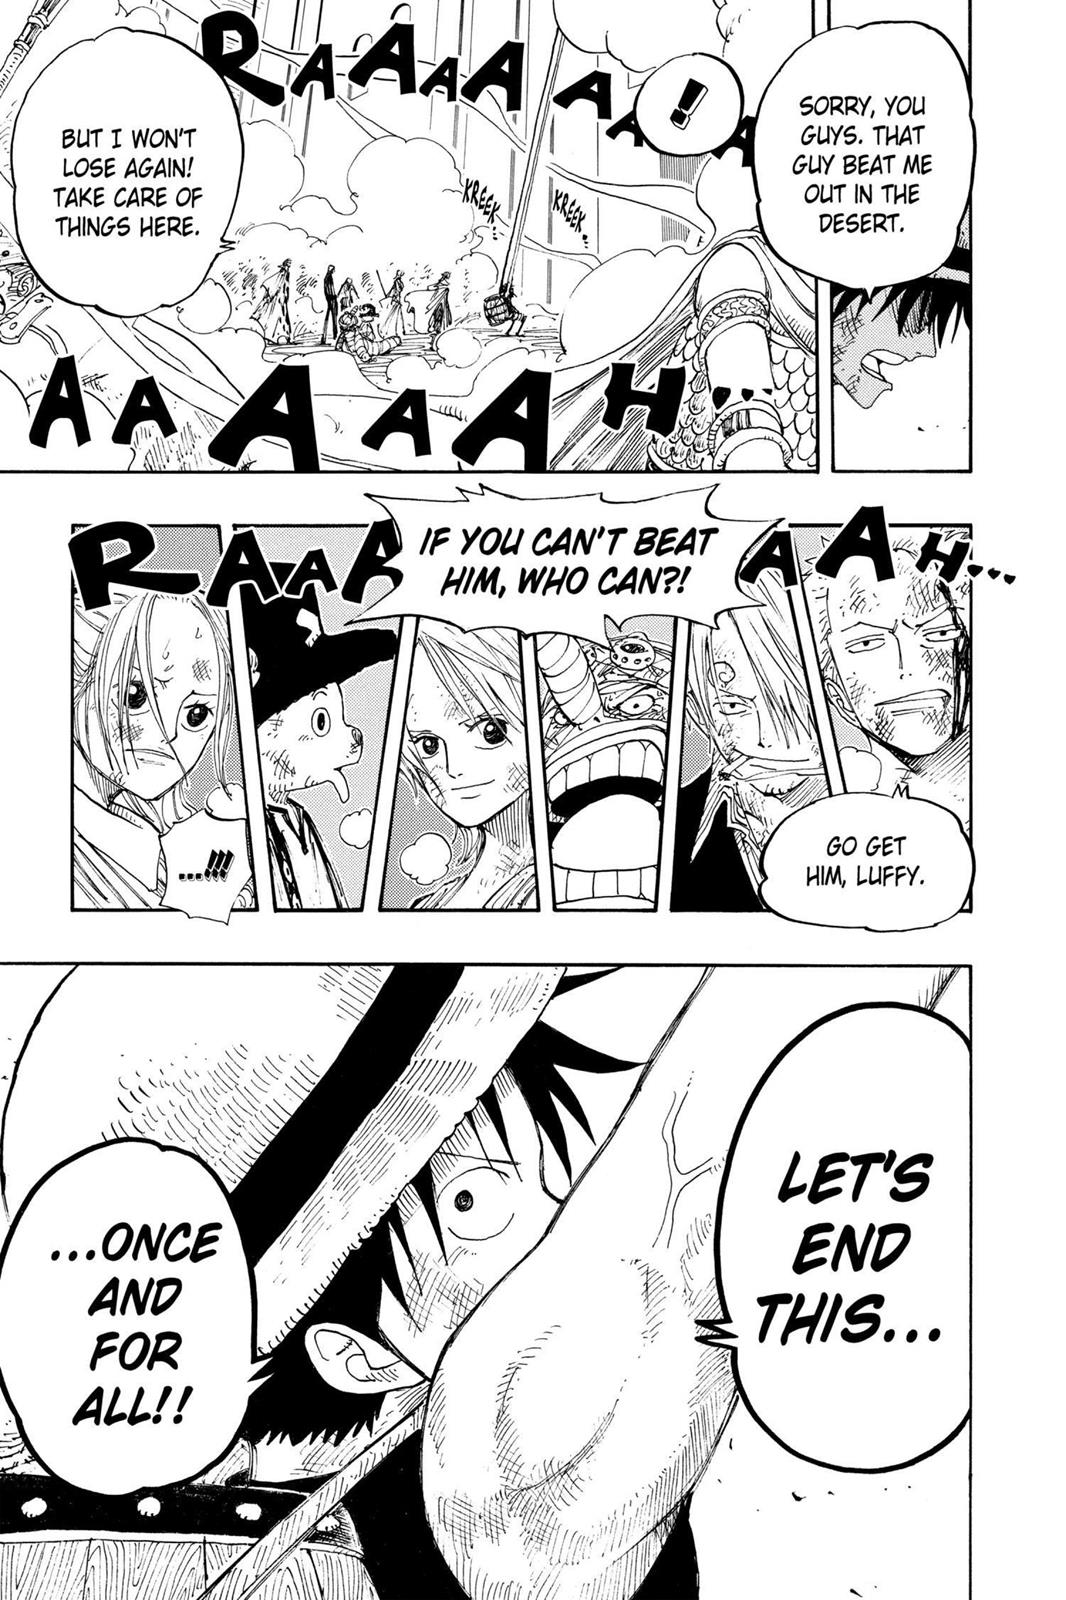 SORRY, YOU
GUYS. THAT
GUY BEAT ME
OUT IN THE
DESERT.
!
RAAAAAAAA
KREEK...
KREEK...
BUT I WON'T
LOSE AGAIN!
TAKE CARE OF
THINGS HERE.
AAAAAAH...
RAAAA
AAH...
IF YOU CAN'T BEAT
HIM, WHO CAN?!
GO GET
HIM, LUFFY.
...!!!
LET'S
END
THIS...
...ONCE
AND
FOR
ALL!!